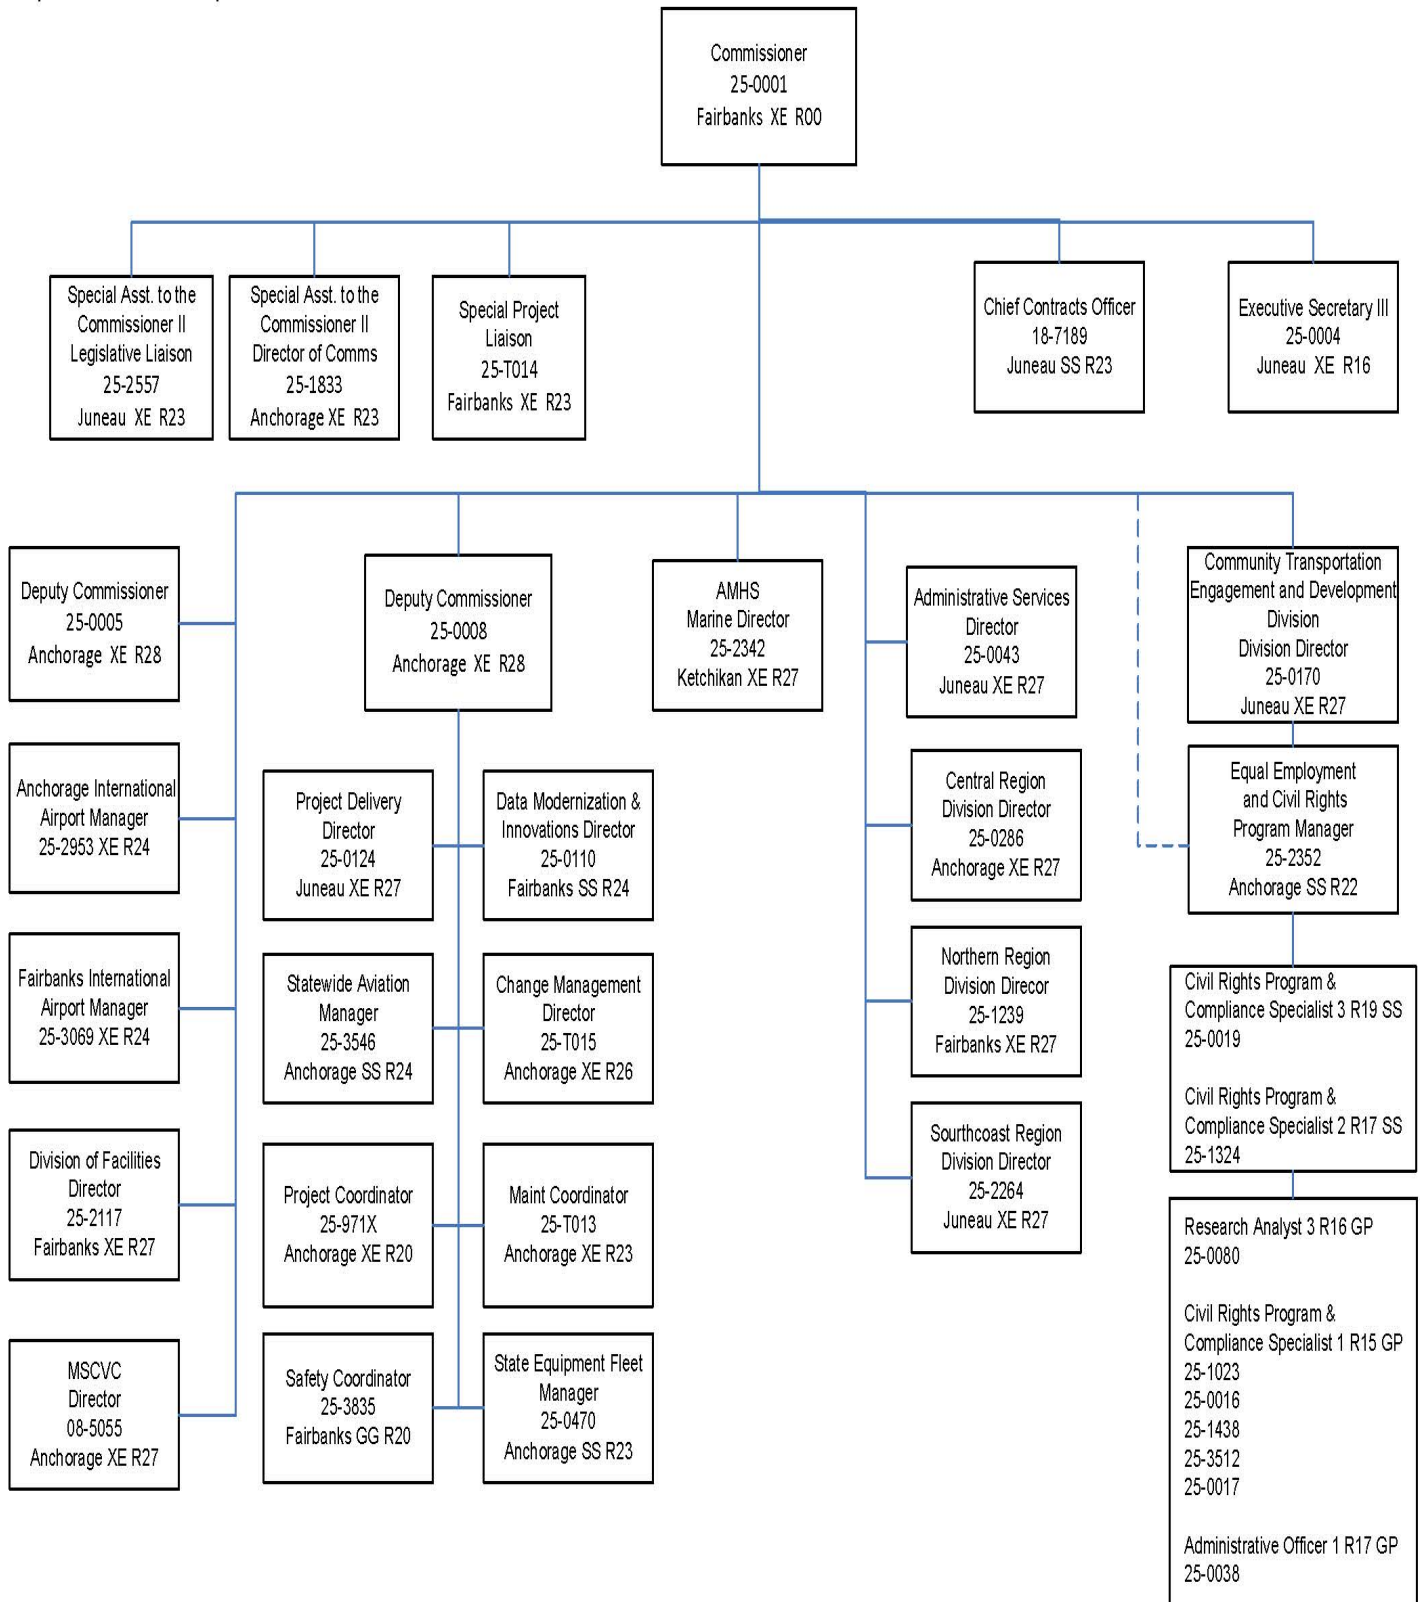 Commissioner
25-0001
Fairbanks XE R00
Special Asst. to the
Commissioner II
Legislative Liaison
25-2557
Juneau XE R23
Special Asst. to the
Commissioner II
Director of Comms
25-1833
Anchorage XE R23
Special Project
Liaison
25-T014
Fairbanks XE R23
Chief Contracts Officer
18-7189
Juneau SS R23
Executive Secretary III
25-0004
Juneau XE R16
Deputy Commissioner
25-0005
Anchorage XE R28
Anchorage International
Airport Manager
25-2953 XE R24
Fairbanks International
Airport Manager
25-3069 XE R24
Division of Facilities
Director
25-2117
Fairbanks XE R27
MSCVC
Director
08-5055
Anchorage XE R27
Deputy Commissioner
25-0008
Anchorage XE R28
Project Delivery
Director
25-0124
Juneau XE R27
Data Modernization &
Innovations Director
25-0110
Fairbanks SS R24
Statewide Aviation
Manager
25-3546
Anchorage SS R24
Change Management
Director
25-T015
Anchorage XE R26
Project Coordinator
25-971X
Anchorage XE R20
Maint Coordinator
25-T013
Anchorage XE R23
Safety Coordinator
25-3835
Fairbanks GG R20
State Equipment Fleet
Manager
25-0470
Anchorage SS R23
AMHS
Marine Director
25-2342
Ketchikan XE R27
Administrative Services
Director
25-0043
Juneau XE R27
Central Region
Division Director
25-0286
Anchorage XE R27
Northern Region
Division Direcor
25-1239
Fairbanks XE R27
Sourthcoast Region
Division Director
25-2264
Juneau XE R27
Community Transportation
Engagement and Development
Division
Division Director
25-0170
Juneau XE R27
Equal Employment
and Civil Rights
Program Manager
25-2352
Anchorage SS R22
Civil Rights Program &
Compliance Specialist 3 R19 SS
25-0019
Civil Rights Program &
Compliance Specialist 2 R17 SS
25-1324
Research Analyst 3 R16 GP
25-0080
Civil Rights Program &
Compliance Specialist 1 R15 GP
25-1023
25-0016
25-1438
25-3512
25-0017
Administrative Officer 1 R17 GP
25-0038